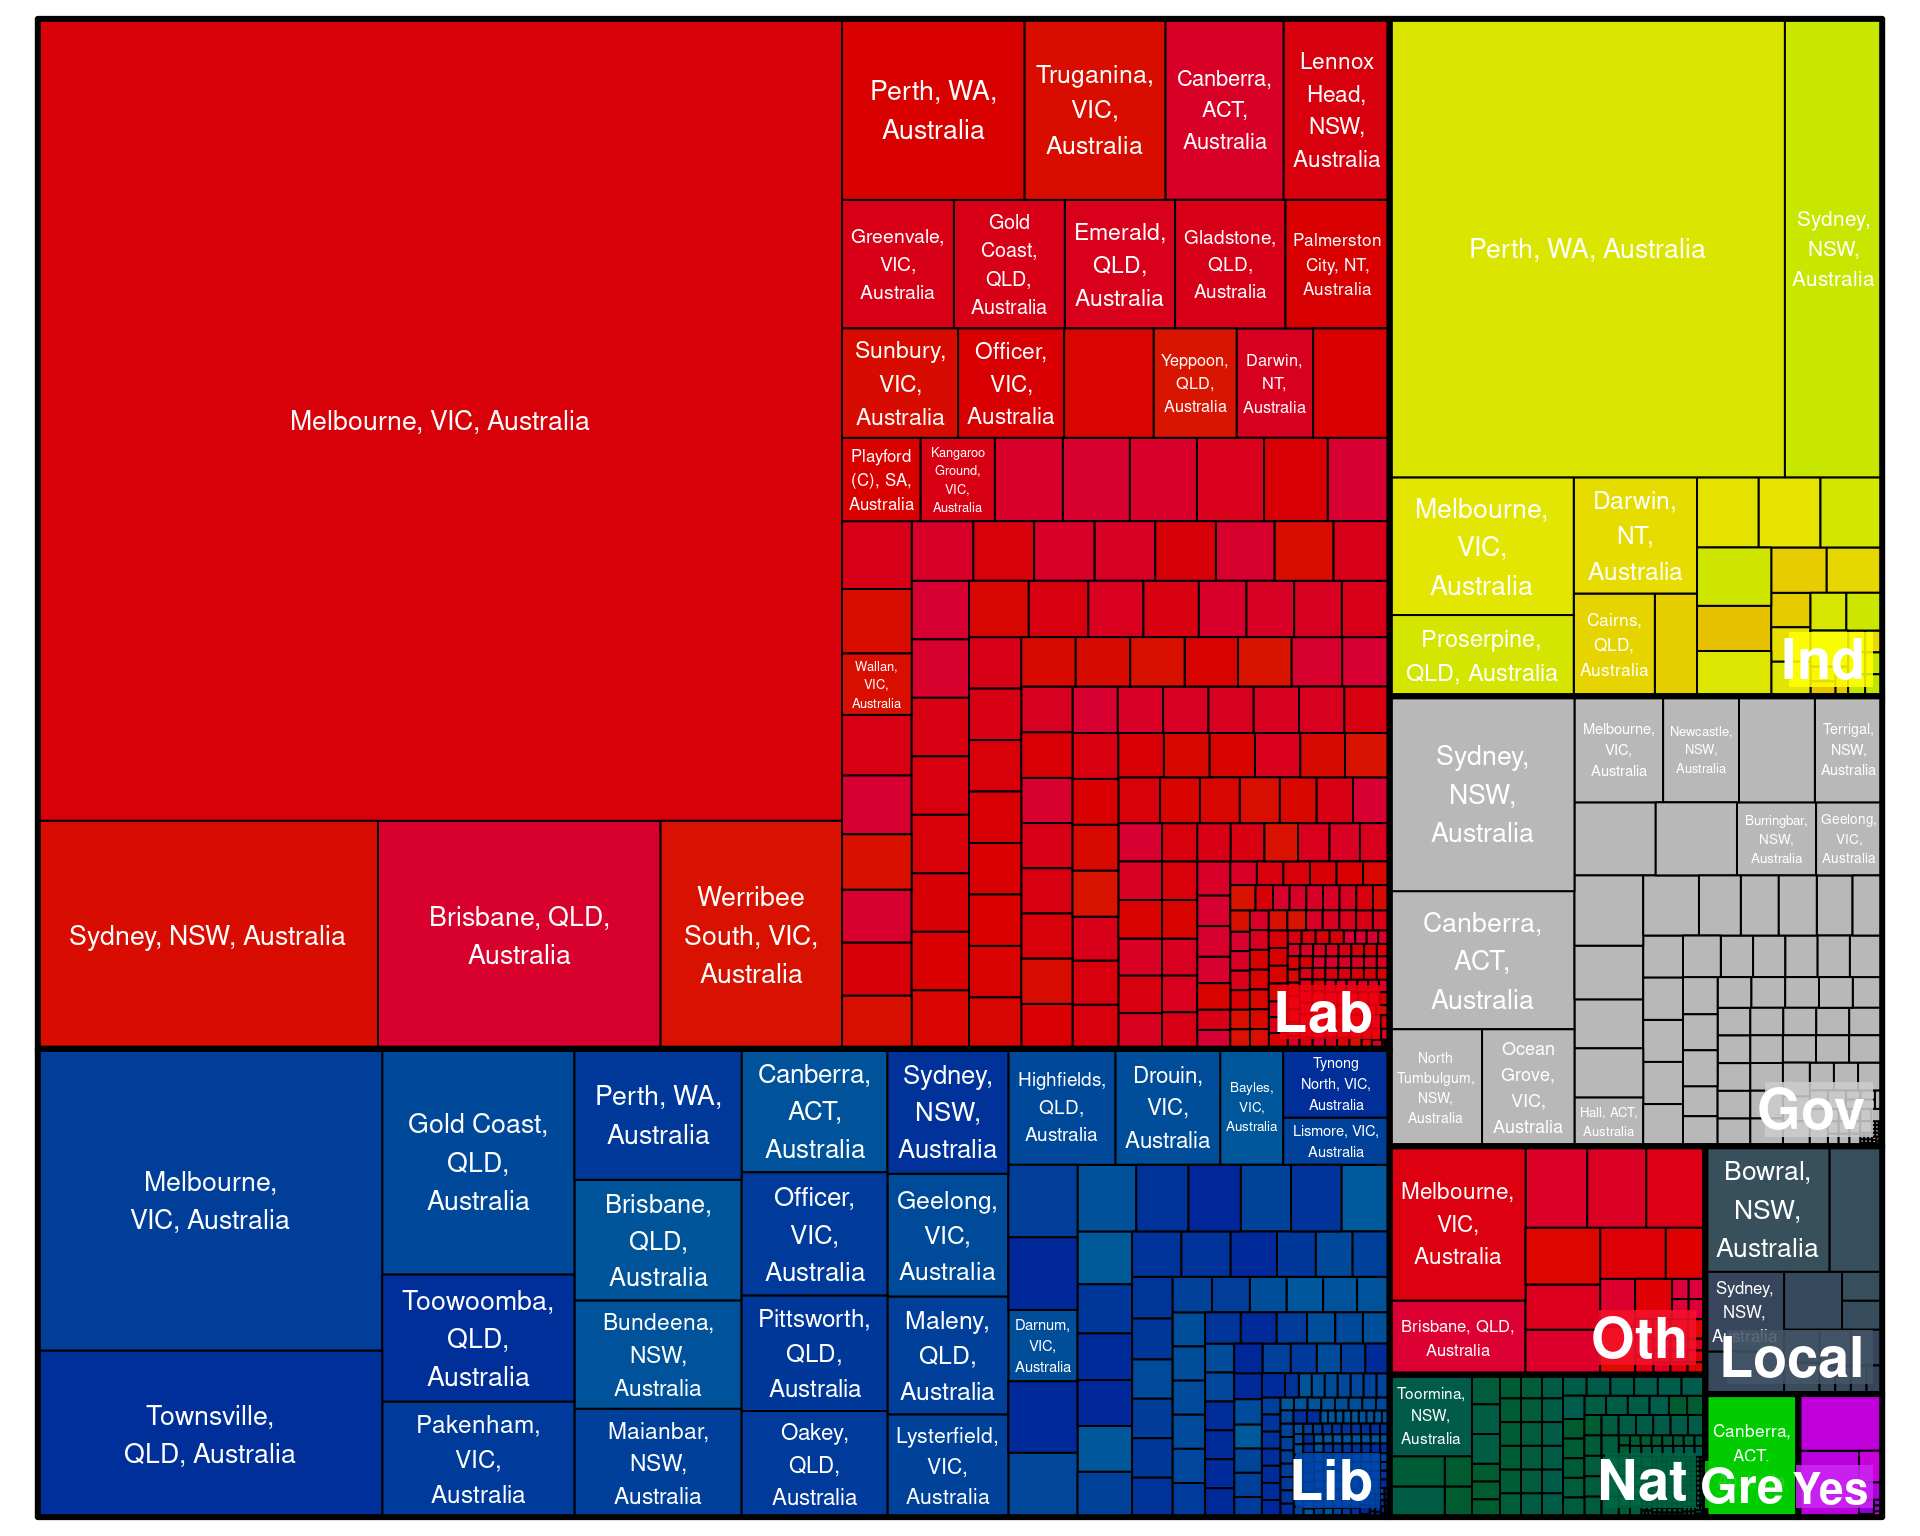 Melbourne, VIC, Australia
Sydney, NSW, Australia
Brisbane, QLD,
Australia
Werribee
South, VIC,
Australia
Perth, WA,
Australia
Truganina,
VIC,
Australia
Canberra,
ACT,
Australia
Lennox
Head,
NSW,
Australia
Greenvale,
VIC,
Australia
Gold
Coast,
QLD,
Australia
Emerald,
QLD,
Australia
Gladstone,
QLD,
Australia
Palmerston
City, NT,
Australia
Sunbury,
VIC,
Australia
Officer,
VIC,
Australia
Yeppoon,
QLD,
Australia
Darwin,
NT,
Australia
Playford
(C), SA,
Australia
Kangaroo
Ground,
VIC,
Australia
Wallan,
VIC,
Australia
Lab
Melbourne,
VIC, Australia
Townsville,
QLD, Australia
Gold Coast,
QLD,
Australia
Toowoomba,
QLD,
Australia
Pakenham,
VIC,
Australia
Perth, WA,
Australia
Brisbane,
QLD,
Australia
Bundeena,
NSW,
Australia
Maianbar,
NSW,
Australia
Canberra,
ACT,
Australia
Officer,
VIC,
Australia
Pittsworth,
QLD,
Australia
Oakey,
QLD,
Australia
Sydney,
NSW,
Australia
Geelong,
VIC,
Australia
Maleny,
QLD,
Australia
Lysterfield,
VIC,
Australia
Highfields,
QLD,
Australia
Drouin,
VIC,
Australia
Bayles,
VIC,
Australia
Tynong
North, VIC,
Australia
Lismore, VIC,
Australia
Darnum,
VIC,
Australia
Lib
Perth, WA, Australia
Sydney,
NSW,
Australia
Melbourne,
VIC,
Australia
Darwin,
NT,
Australia
Proserpine,
QLD, Australia
Cairns,
QLD,
Australia
Ind
Sydney,
NSW,
Australia
Canberra,
ACT,
Australia
North
Tumbulgum,
NSW,
Australia
Ocean
Grove,
VIC,
Australia
Melbourne,
VIC,
Australia
Newcastle,
NSW,
Australia
Terrigal,
NSW,
Australia
Burringbar,
NSW,
Australia
Geelong,
VIC,
Australia
Hall, ACT,
Australia
Gov
Melbourne,
VIC,
Australia
Brisbane, QLD,
Australia
Oth
Bowral,
NSW,
Australia
Sydney,
NSW,
Australia
Local
Toormina,
NSW,
Australia
Nat
Canberra,
ACT,
Gre
Yes